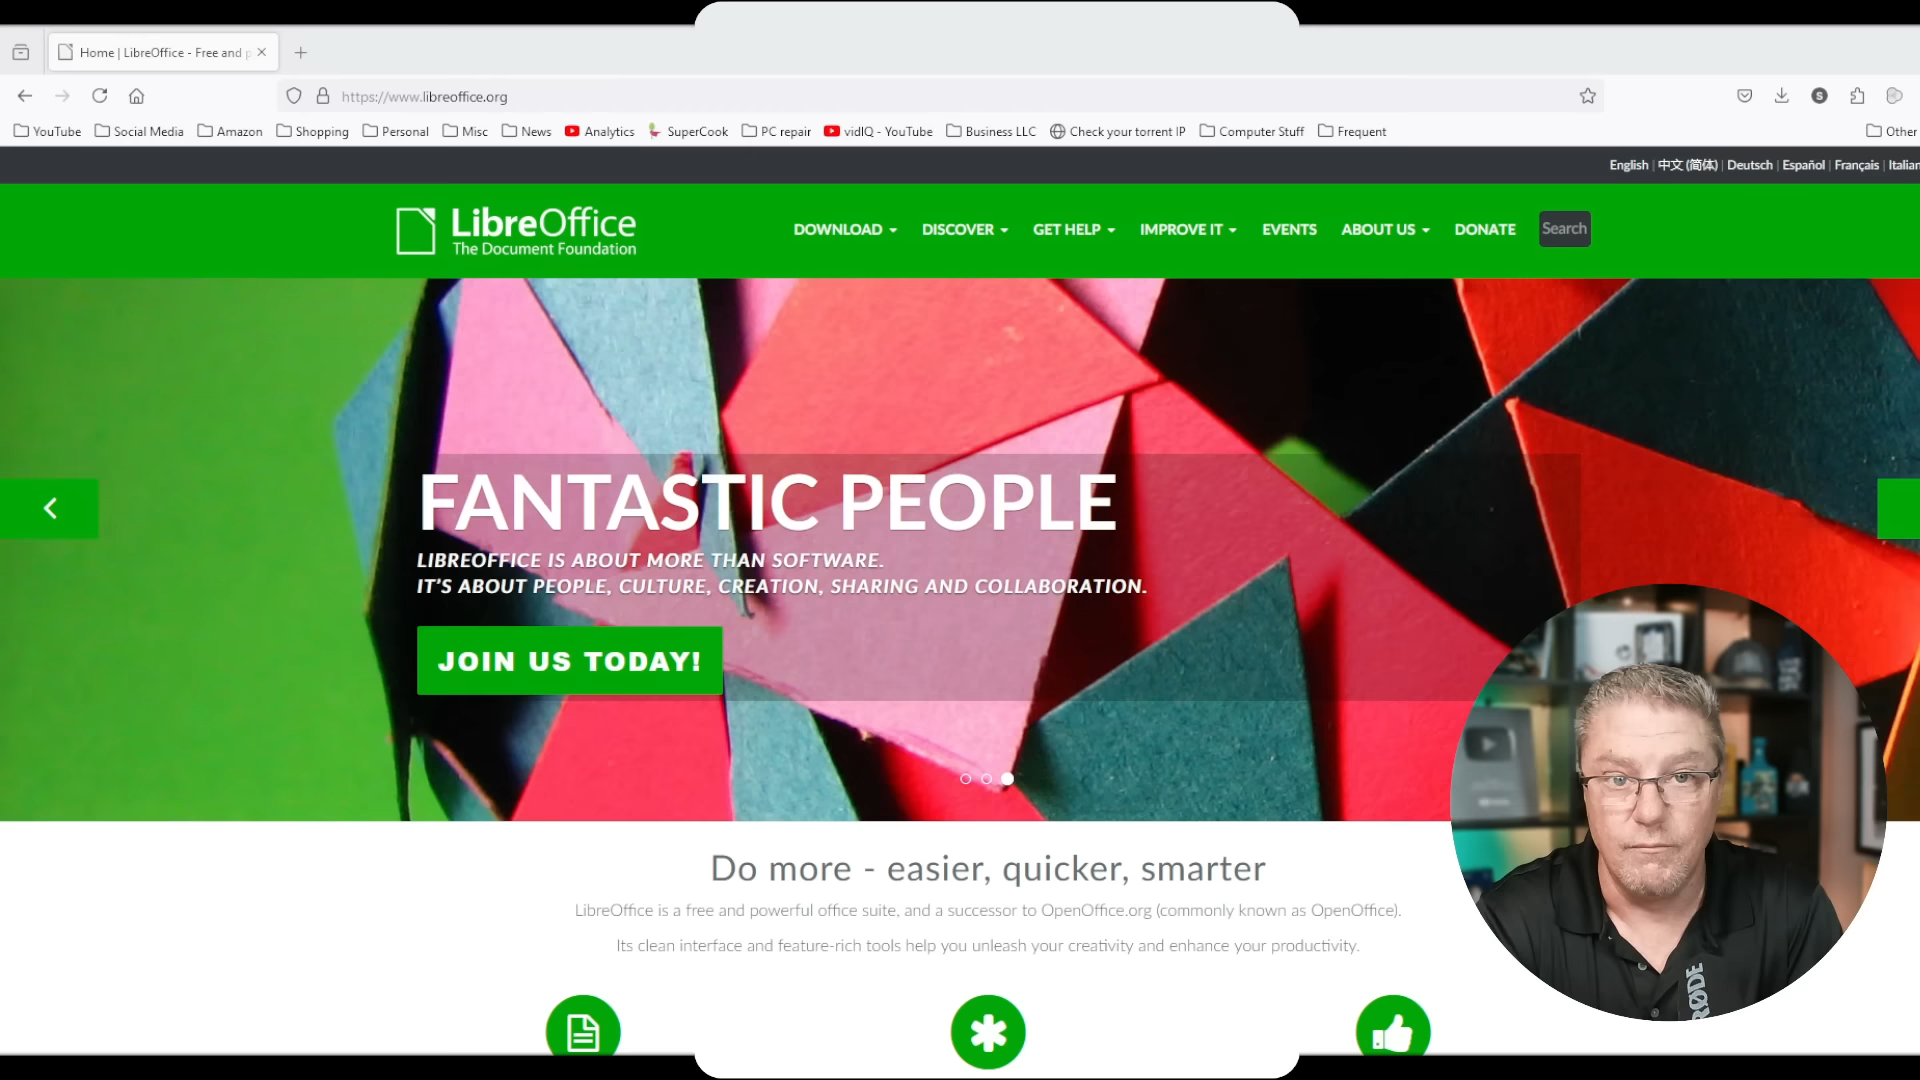 Home | LibreOffice - Free and p
https://www.libreoffice.org
YouTube Social Media Amazon Shopping Personal Misc News Analytics SuperCook PC repair vidIQ - YouTube Business LLC Check your torrent IP Computer Stuff Frequent Other
English | 中文 (简体) | Deutsch | Español | Français | Italian
LibreOffice
The Document Foundation
DOWNLOAD DISCOVER GET HELP IMPROVE IT EVENTS ABOUT US DONATE Search
FANTASTIC PEOPLE
LIBREOFFICE IS ABOUT MORE THAN SOFTWARE.
IT'S ABOUT PEOPLE, CULTURE, CREATION, SHARING AND COLLABORATION.
JOIN US TODAY!
Do more - easier, quicker, smarter
LibreOffice is a free and powerful office suite, and a successor to OpenOffice.org (commonly known as OpenOffice).
Its clean interface and feature-rich tools help you unleash your creativity and enhance your productivity.
RØDE